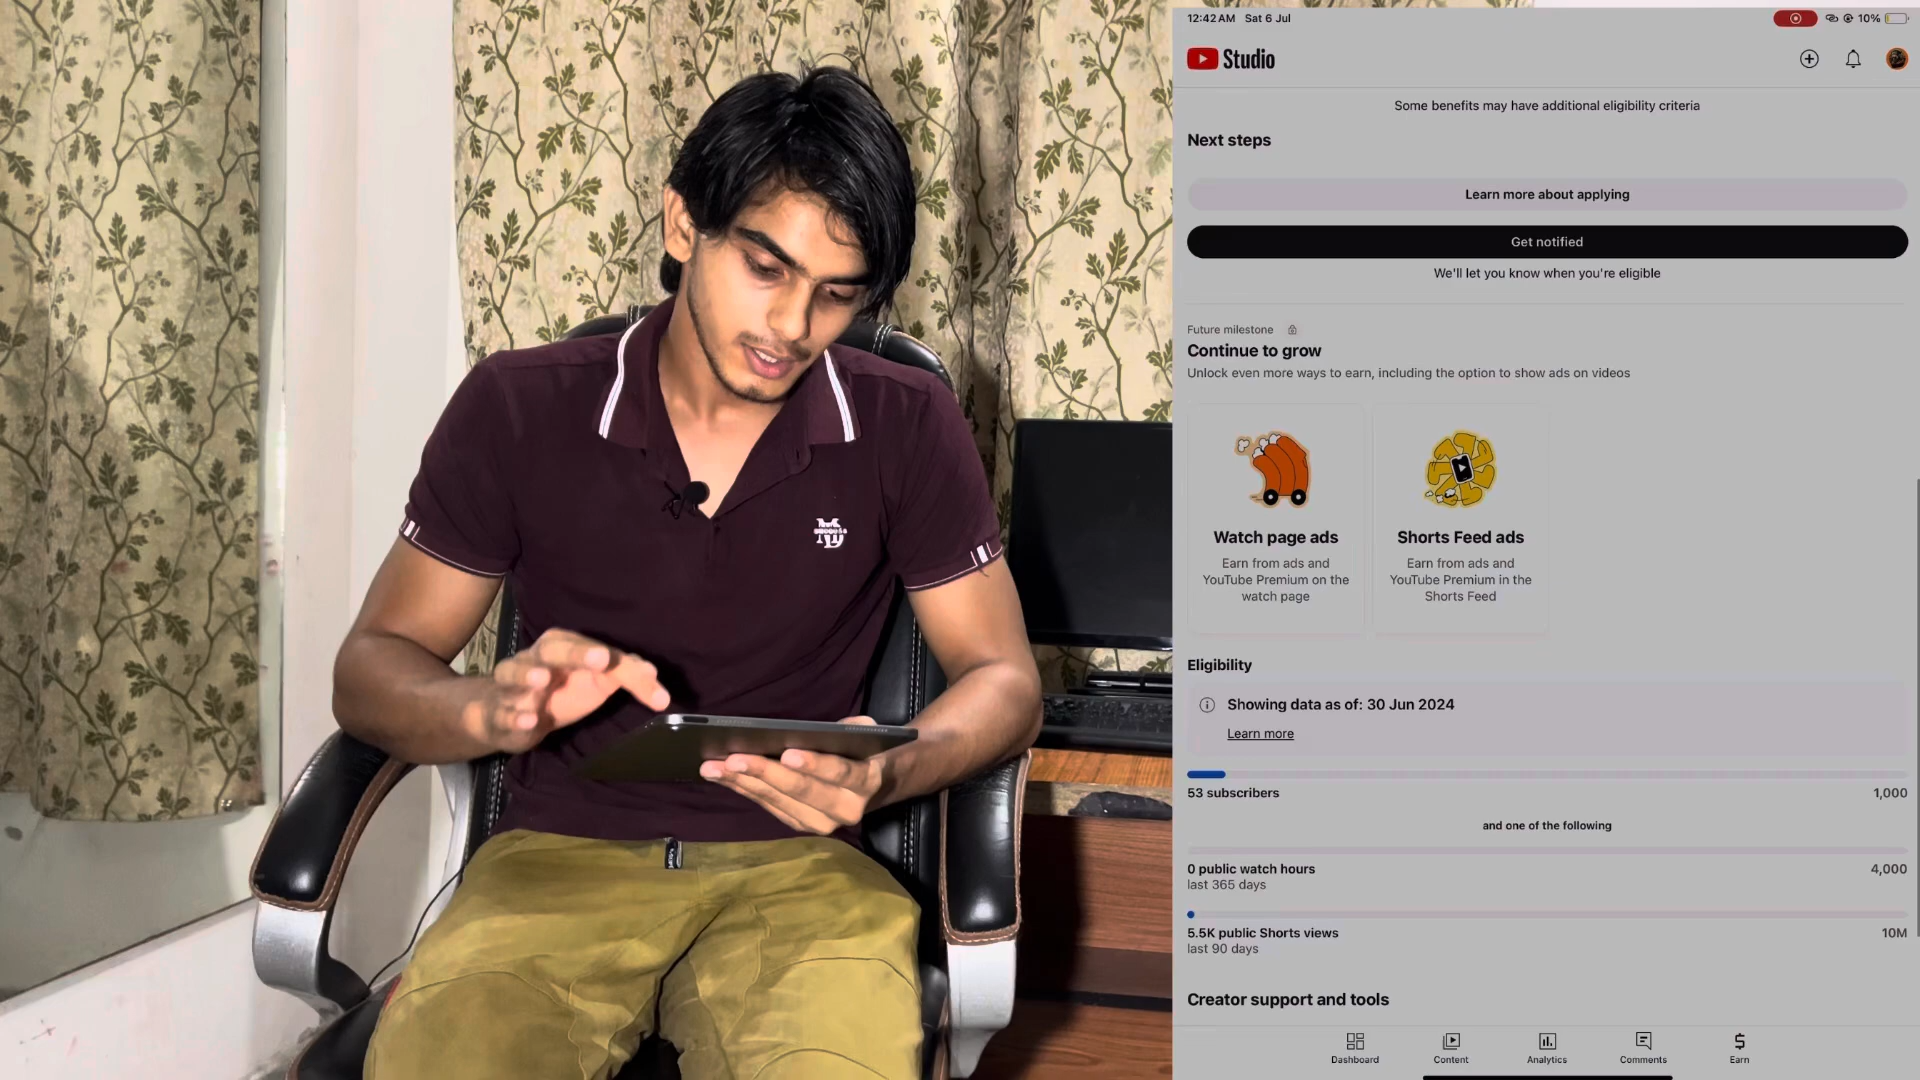 12:42 AM Sat 6 Jul
10%
Studio
Some benefits may have additional eligibility criteria
Next steps
Learn more about applying
Get notified
We'll let you know when you're eligible
Future milestone
Continue to grow
Unlock even more ways to earn, including the option to show ads on videos
Watch page ads
Earn from ads and
YouTube Premium on the
watch page
Shorts Feed ads
Earn from ads and
YouTube Premium in the
Shorts Feed
Eligibility
Showing data as of: 30 Jun 2024
Learn more
53 subscribers
1,000
and one of the following
0 public watch hours
4,000
last 365 days
5.5K public Shorts views
10M
last 90 days
Creator support and tools
Dashboard
Content
Analytics
Comments
Earn